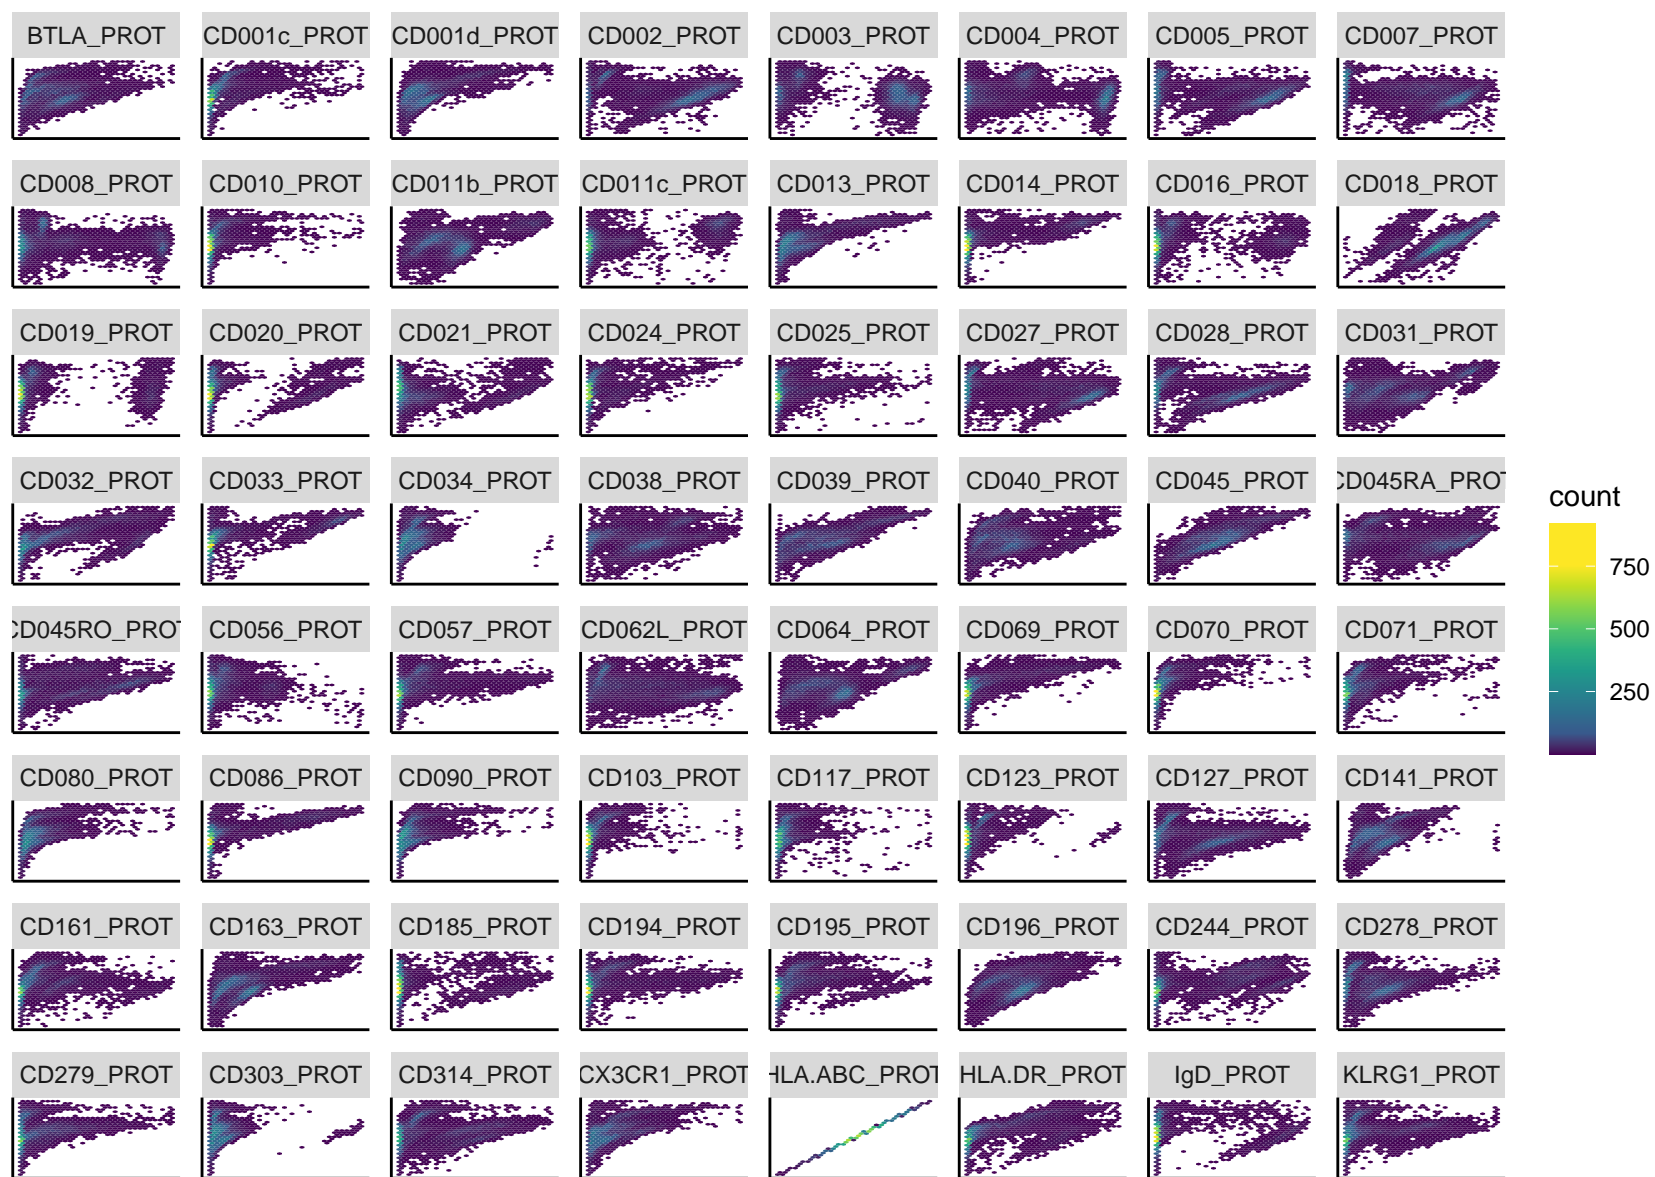 BTLA_PROT CD001c_PROT CD001d_PROT CD002_PROT CD003_PROT CD004_PROT CD005_PROT CD007_PROT
CD008_PROT CD010_PROT CD011b_PROT CD011c_PROT CD013_PROT CD014_PROT CD016_PROT CD018_PROT
CD019_PROT CD020_PROT CD021_PROT CD024_PROT CD025_PROT CD027_PROT CD028_PROT CD031_PROT
CD032_PROT CD033_PROT CD034_PROT CD038_PROT CD039_PROT CD040_PROT CD045_PROT CD045RA_PROT
CD045RO_PROT CD056_PROT CD057_PROT CD062L_PROT CD064_PROT CD069_PROT CD070_PROT CD071_PROT
CD080_PROT CD086_PROT CD090_PROT CD103_PROT CD117_PROT CD123_PROT CD127_PROT CD141_PROT
CD161_PROT CD163_PROT CD185_PROT CD194_PROT CD195_PROT CD196_PROT CD244_PROT CD278_PROT
CD279_PROT CD303_PROT CD314_PROT CX3CR1_PROT HLA.ABC_PROT HLA.DR_PROT IgD_PROT KLRG1_PROT
count
750
500
250